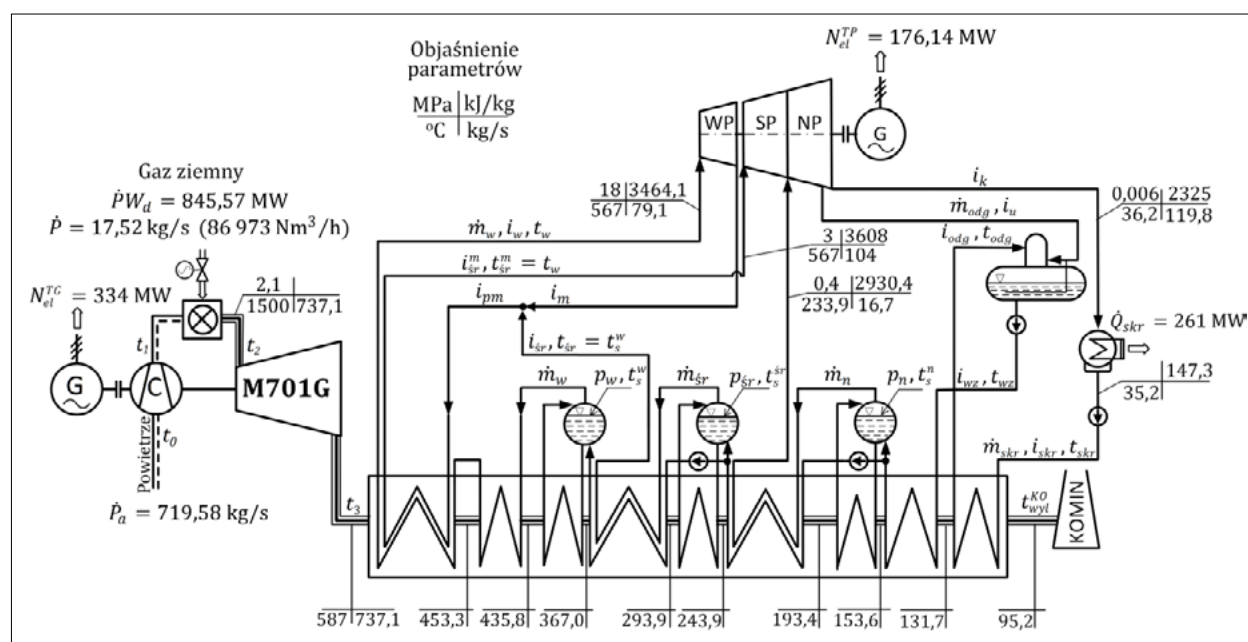 Objaśnienie
parametrów
MPa kJ/kg
°C kg/s
N_el^TP = 176,14 MW
WP SP NP
G
Gaz ziemny
ṖW_d = 845,57 MW
Ṗ = 17,52 kg/s (86 973 Nm³/h)
18 3464,1
567 79,1
i_k
0,006 2325
36,2 119,8
ṁ_w, i_w, t_w
ṁ_odg, i_u
3 3608
567 104
i_odg, t_odg
i_śr^m, t_śr^m = t_w
0,4 2930,4
233,9 16,7
N_el^TG = 334 MW
2,1
1500 737,1
i_pm
i_m
Q̇_skr = 261 MW
t_1
t_2
i_śr, t_śr = t_s^w
G
C
M701G
147,3
35,2
ṁ_w
p_w, t_s^w
ṁ_śr
p_śr, t_s^śr
ṁ_n
p_n, t_s^n
i_wz, t_wz
Powietrze
t_0
ṁ_skr, i_skr, t_skr
Ṗ_a = 719,58 kg/s
t_3
t_wyl^KO
KOMIN
587 737,1
453,3
435,8
367,0
293,9
243,9
193,4
153,6
131,7
95,2